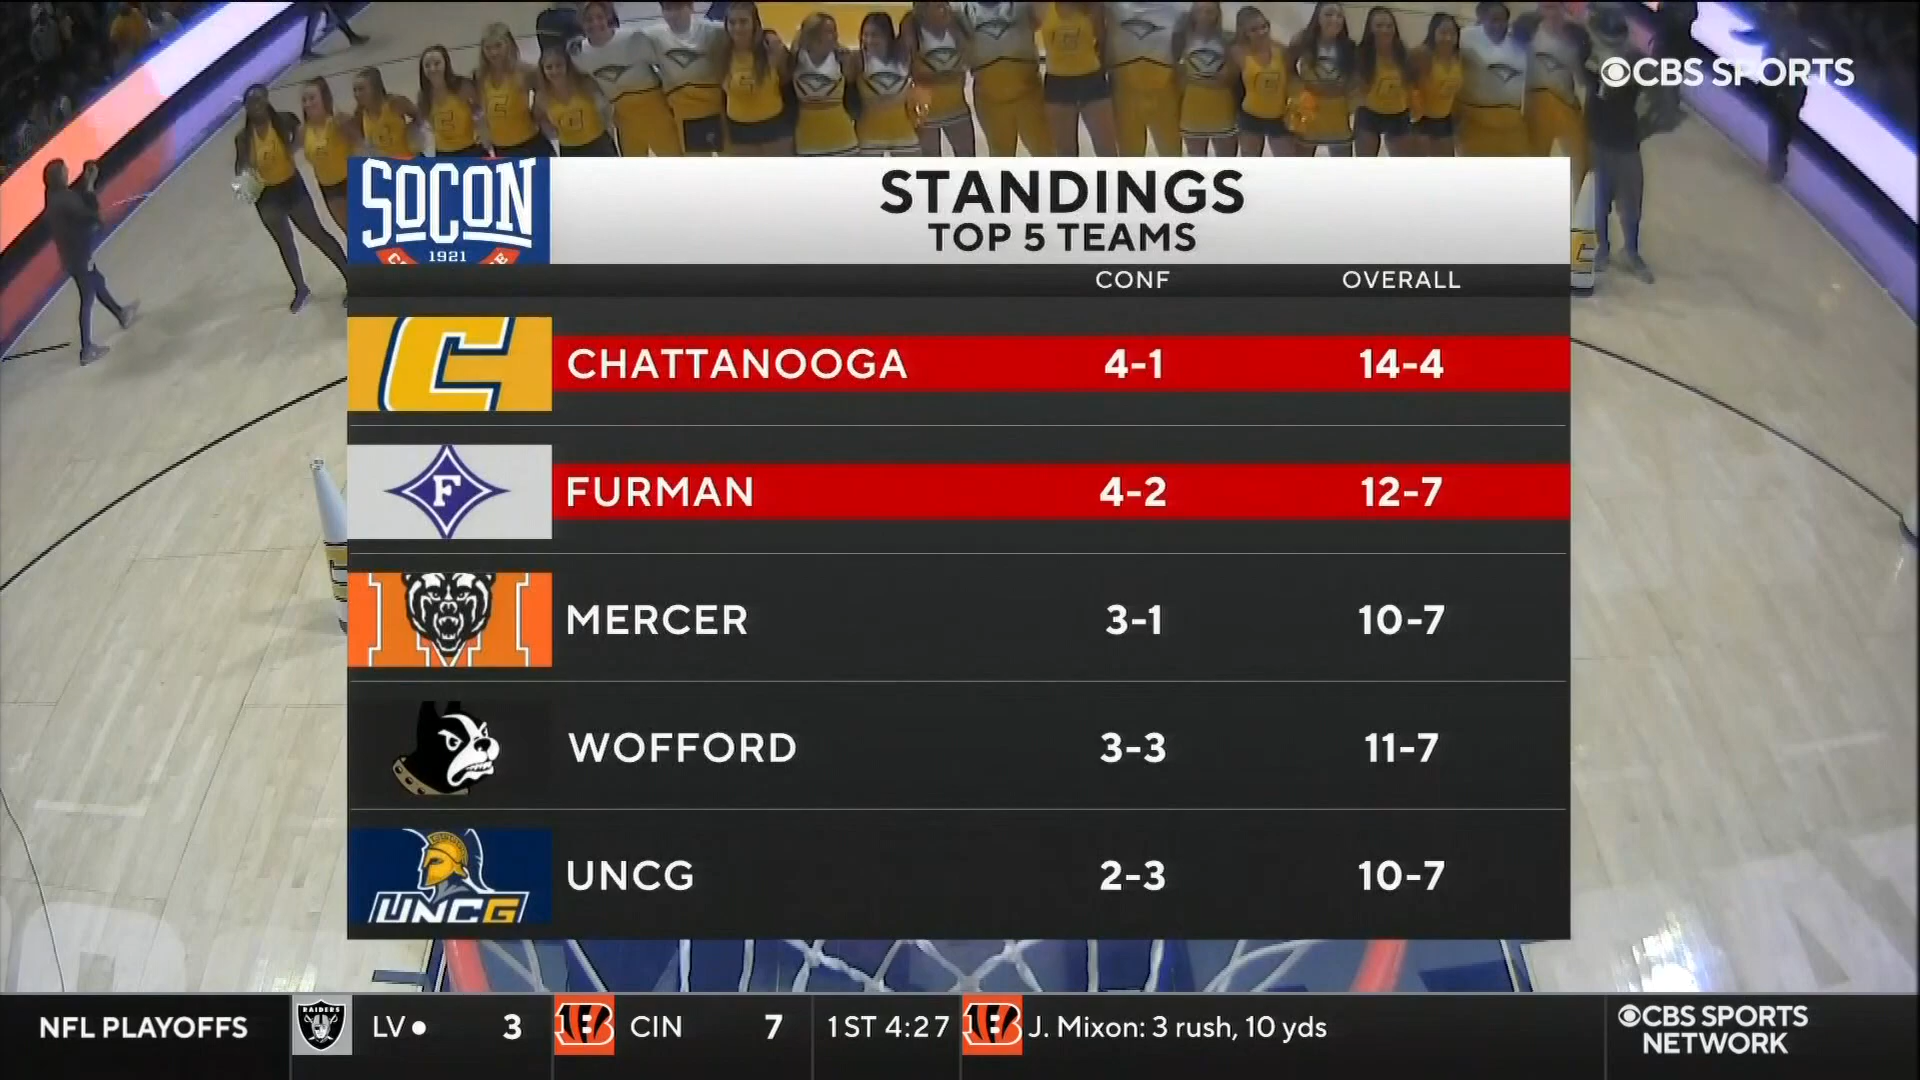 CBS SPORTS
SOCON
1921
STANDINGS
TOP 5 TEAMS
CONF OVERALL
C CHATTANOOGA 4-1 14-4
F FURMAN 4-2 12-7
M MERCER 3-1 10-7
WOFFORD 3-3 11-7
UNCG UNCG 2-3 10-7
NFL PLAYOFFS RAIDERS LV 3 CIN 7 1ST 4:27 J. Mixon: 3 rush, 10 yds
CBS SPORTS
NETWORK